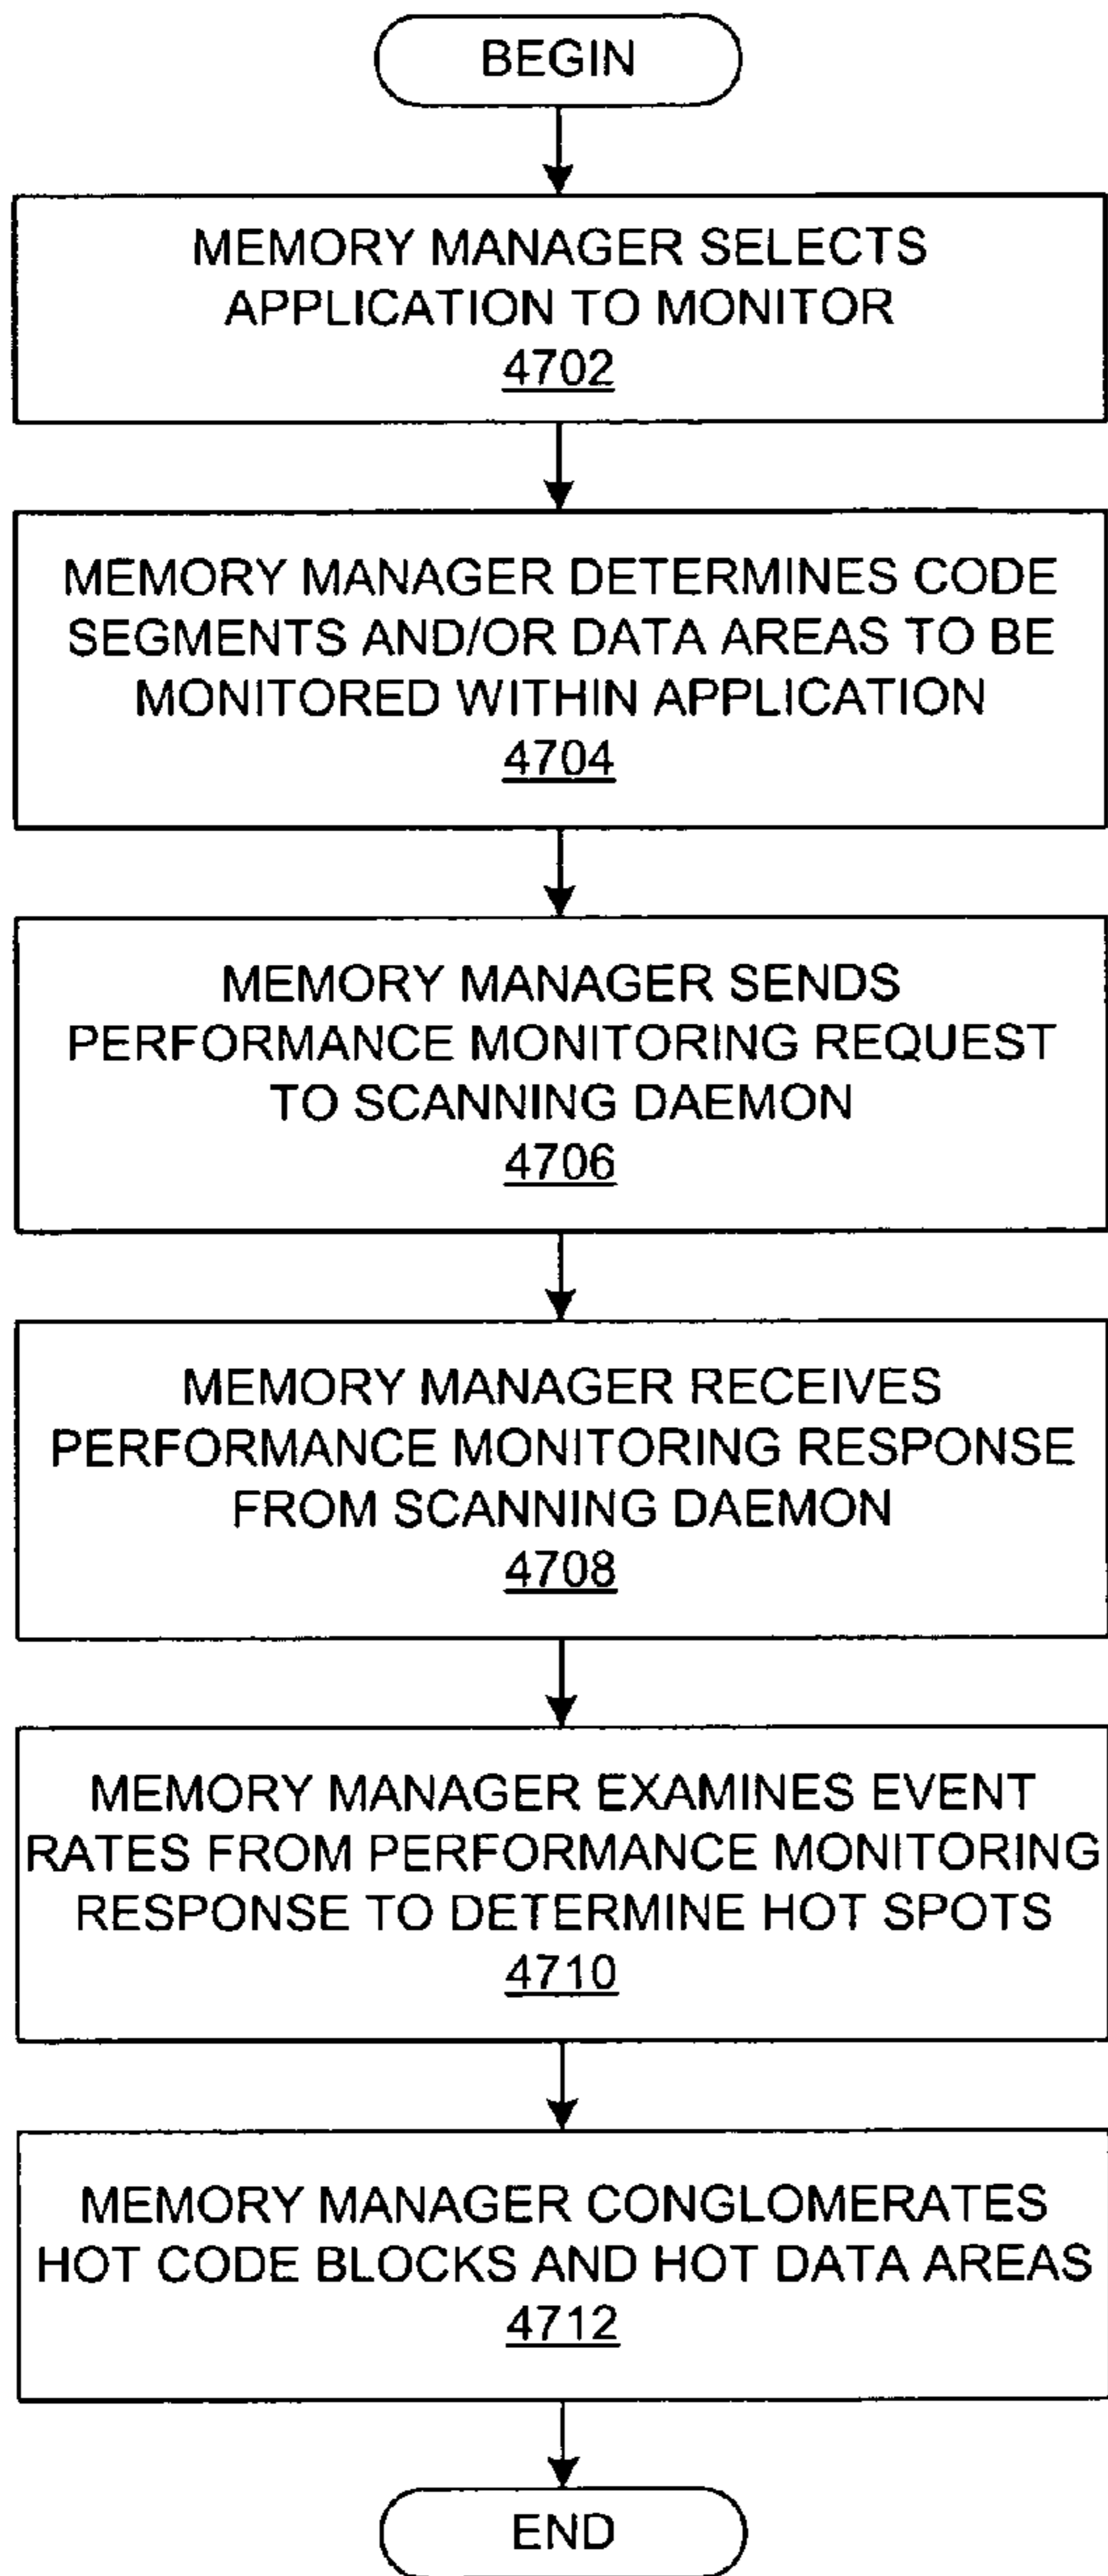 BEGIN
MEMORY MANAGER SELECTS
APPLICATION TO MONITOR
4702
MEMORY MANAGER DETERMINES CODE
SEGMENTS AND/OR DATA AREAS TO BE
MONITORED WITHIN APPLICATION
4704
MEMORY MANAGER SENDS
PERFORMANCE MONITORING REQUEST
TO SCANNING DAEMON
4706
MEMORY MANAGER RECEIVES
PERFORMANCE MONITORING RESPONSE
FROM SCANNING DAEMON
4708
MEMORY MANAGER EXAMINES EVENT
RATES FROM PERFORMANCE MONITORING
RESPONSE TO DETERMINE HOT SPOTS
4710
MEMORY MANAGER CONGLOMERATES
HOT CODE BLOCKS AND HOT DATA AREAS
4712
END